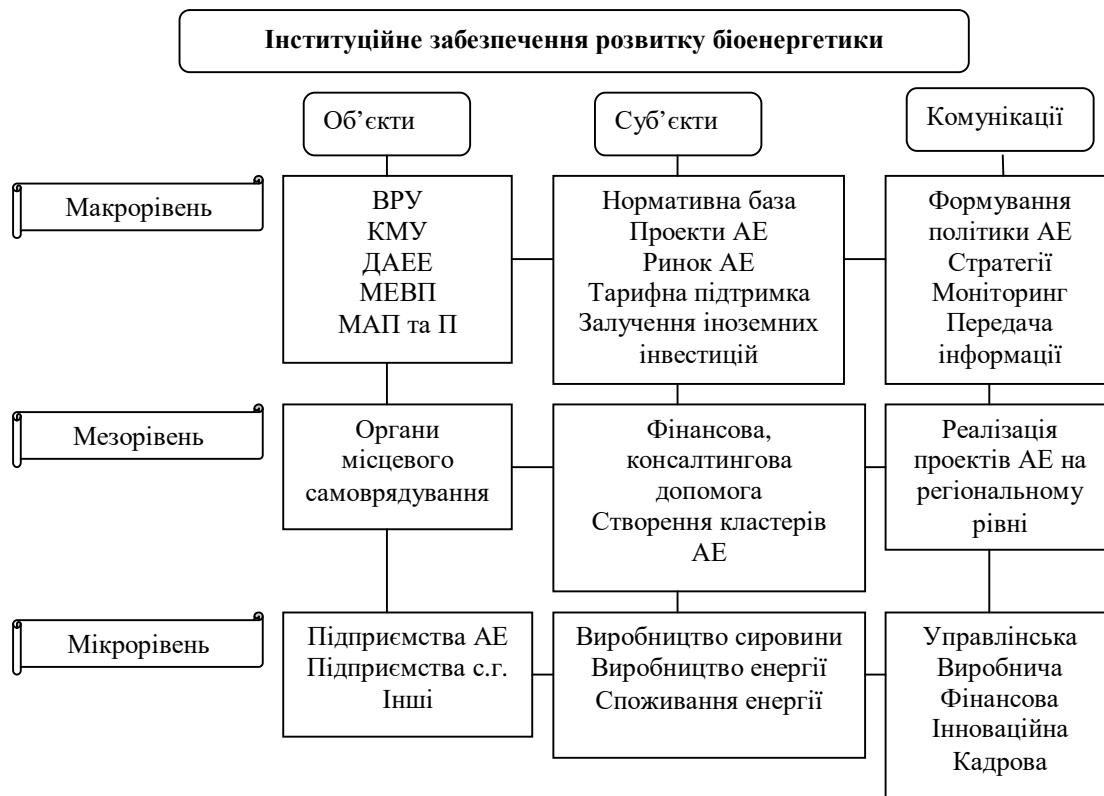 Інституційне забезпечення розвитку біоенергетики
Об’єкти
Суб’єкти
Комунікації
Макрорівень
ВРУ
КМУ
ДАЕЕ
МЕВП
МАП та П
Нормативна база
Проекти АЕ
Ринок АЕ
Тарифна підтримка
Залучення іноземних
інвестицій
Формування
політики АЕ
Стратегії
Моніторинг
Передача
інформації
Мезорівень
Органи
місцевого
самоврядування
Фінансова,
консалтингова
допомога
Створення кластерів
АЕ
Реалізація
проектів АЕ на
регіональному
рівні
Мікрорівень
Підприємства АЕ
Підприємства с.г.
Інші
Виробництво сировини
Виробництво енергії
Споживання енергії
Управлінська
Виробнича
Фінансова
Інноваційна
Кадрова